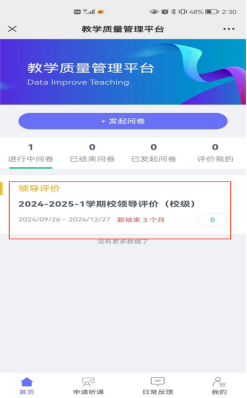 48% 2:30
教学质量管理平台
教学质量管理平台
Data Improve Teaching
+ 发起问卷
1 0 0 0
进行中问卷 已结束问卷 已发起问卷 评价我的
领导评价
2024-2025-1学期校领导评价（校级）
2024/09/26 - 2024/12/27 距结束 3 个月 0
没有更多数据了
首页 申请听课 日常反馈 我的